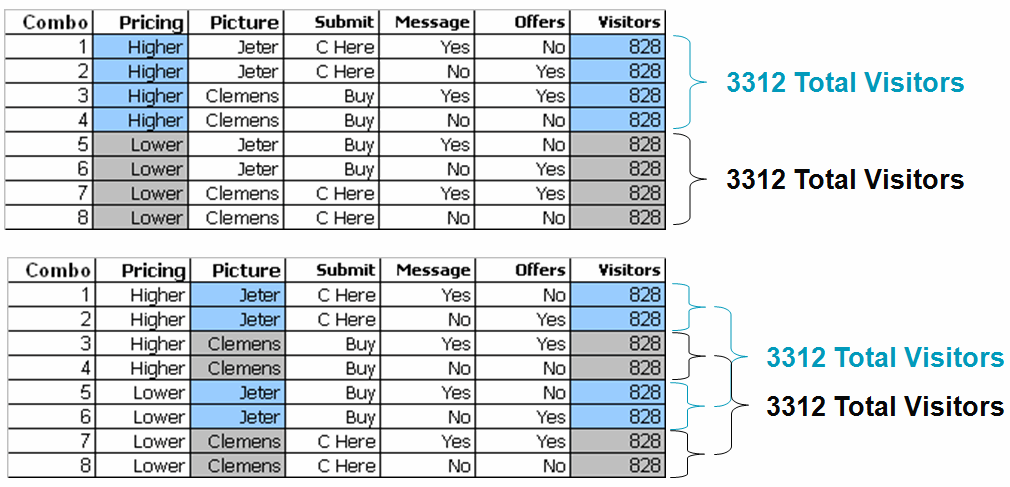 Combo Pricing Picture Submit Message Offers Visitors
1 Higher Jeter C Here Yes No 828
2 Higher Jeter C Here No Yes 828
3 Higher Clemens Buy Yes Yes 828
4 Higher Clemens Buy No No 828
5 Lower Jeter Buy Yes No 828
6 Lower Jeter Buy No Yes 828
7 Lower Clemens C Here Yes Yes 828
8 Lower Clemens C Here No No 828
3312 Total Visitors
3312 Total Visitors
Combo Pricing Picture Submit Message Offers Visitors
1 Higher Jeter C Here Yes No 828
2 Higher Jeter C Here No Yes 828
3 Higher Clemens Buy Yes Yes 828
4 Higher Clemens Buy No No 828
5 Lower Jeter Buy Yes No 828
6 Lower Jeter Buy No Yes 828
7 Lower Clemens C Here Yes Yes 828
8 Lower Clemens C Here No No 828
3312 Total Visitors
3312 Total Visitors